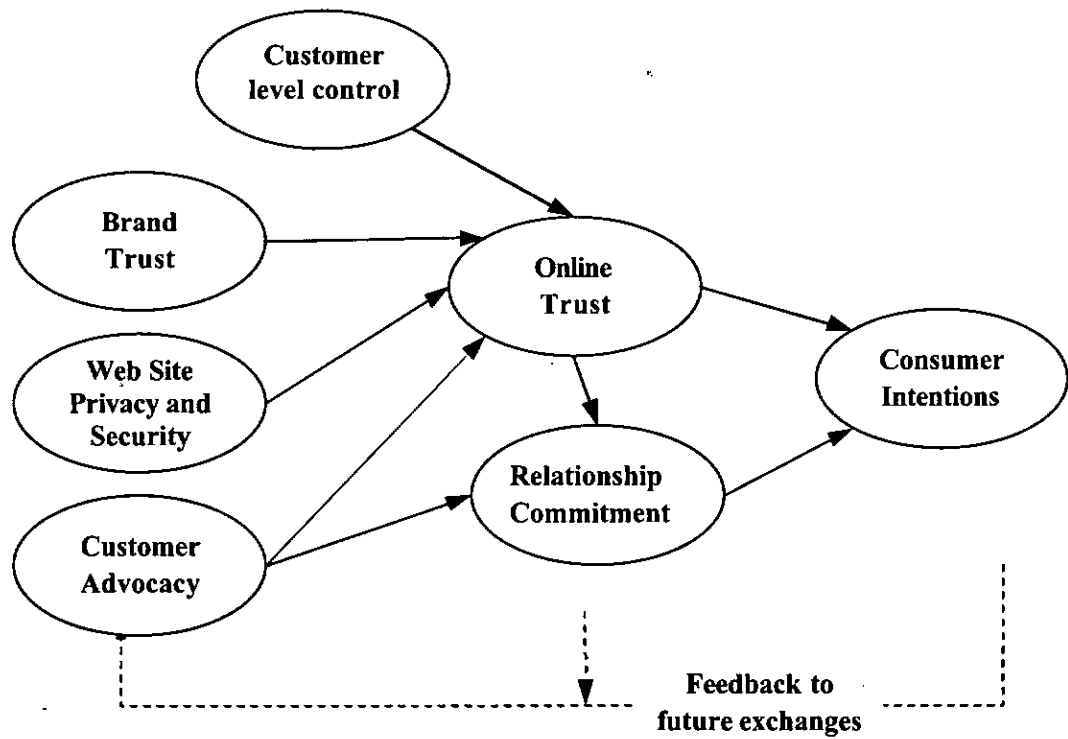 Customer
level control
Brand
Trust
Online
Trust
Web Site
Privacy and
Security
Consumer
Intentions
Relationship
Commitment
Customer
Advocacy
Feedback to
future exchanges